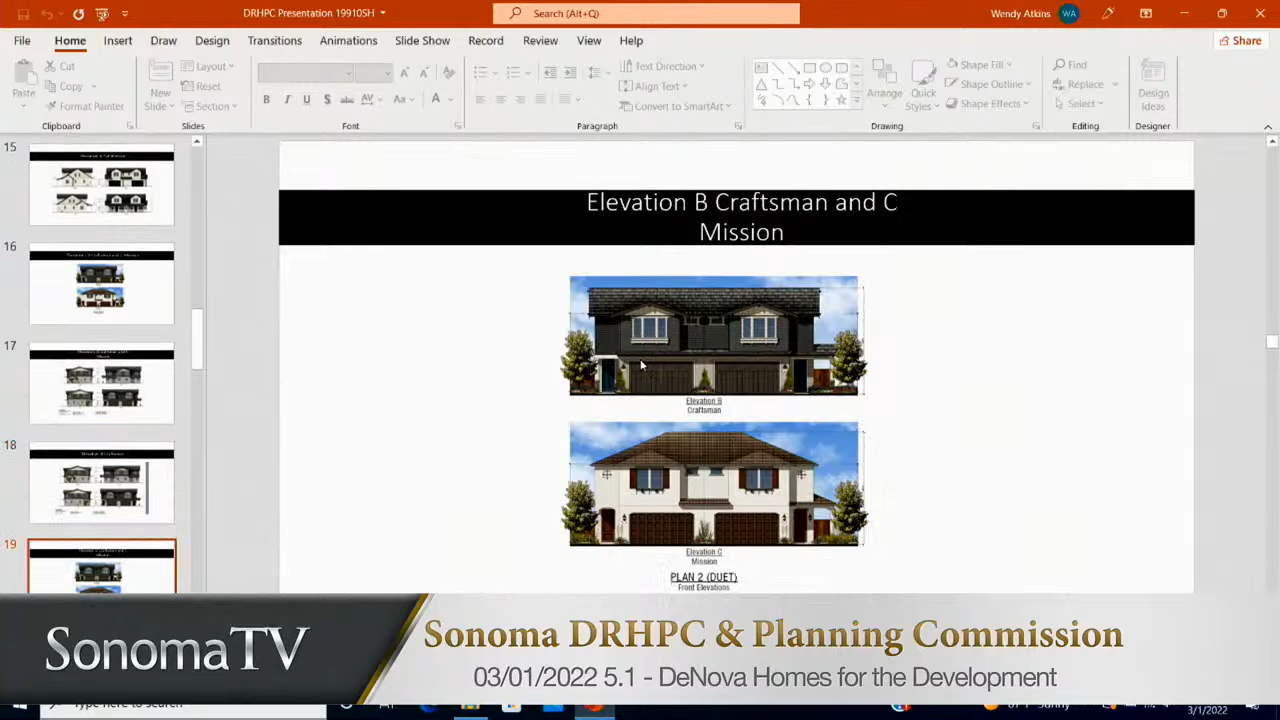 DRHPC Presentation 19910SH
Search (Alt+Q)
Wendy Atkins
WA
File
Home
Insert
Draw
Design
Transitions
Animations
Slide Show
Record
Review
View
Help
Share
Paste
Cut
Copy
Format Painter
Clipboard
New
Slide
Layout
Reset
Section
Slides
Font
Text Direction
Align Text
Convert to SmartArt
Paragraph
Arrange
Quick
Styles
Shape Fill
Shape Outline
Shape Effects
Drawing
Find
Replace
Select
Editing
Design
Ideas
Designer
15
16
17
18
19
Elevation B Craftsman and C
Mission
Elevation B
Craftsman
Elevation C
Mission
PLAN 2 (DUET)
Front Elevations
SonomaTV
Sonoma DRHPC & Planning Commission
03/01/2022 5.1 - DeNova Homes for the Development
Type here to search
3/1/2022